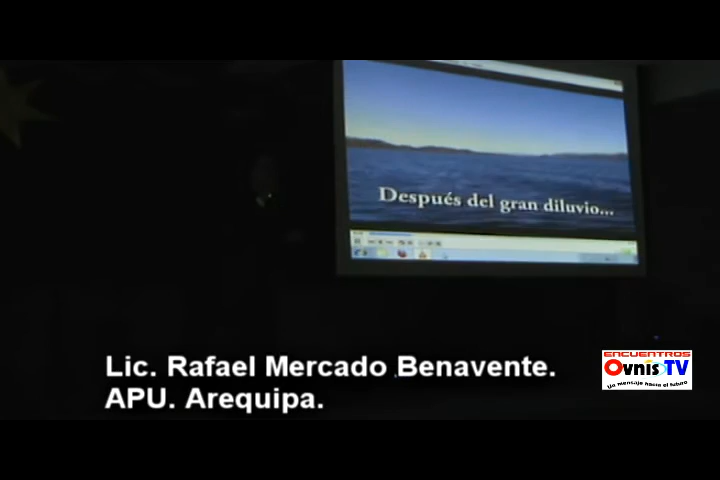 Después del gran diluvio...
Lic. Rafael Mercado Benavente.
APU. Arequipa.
ENCUENTROS
Ovnis TV
Un mensaje hacia el futuro